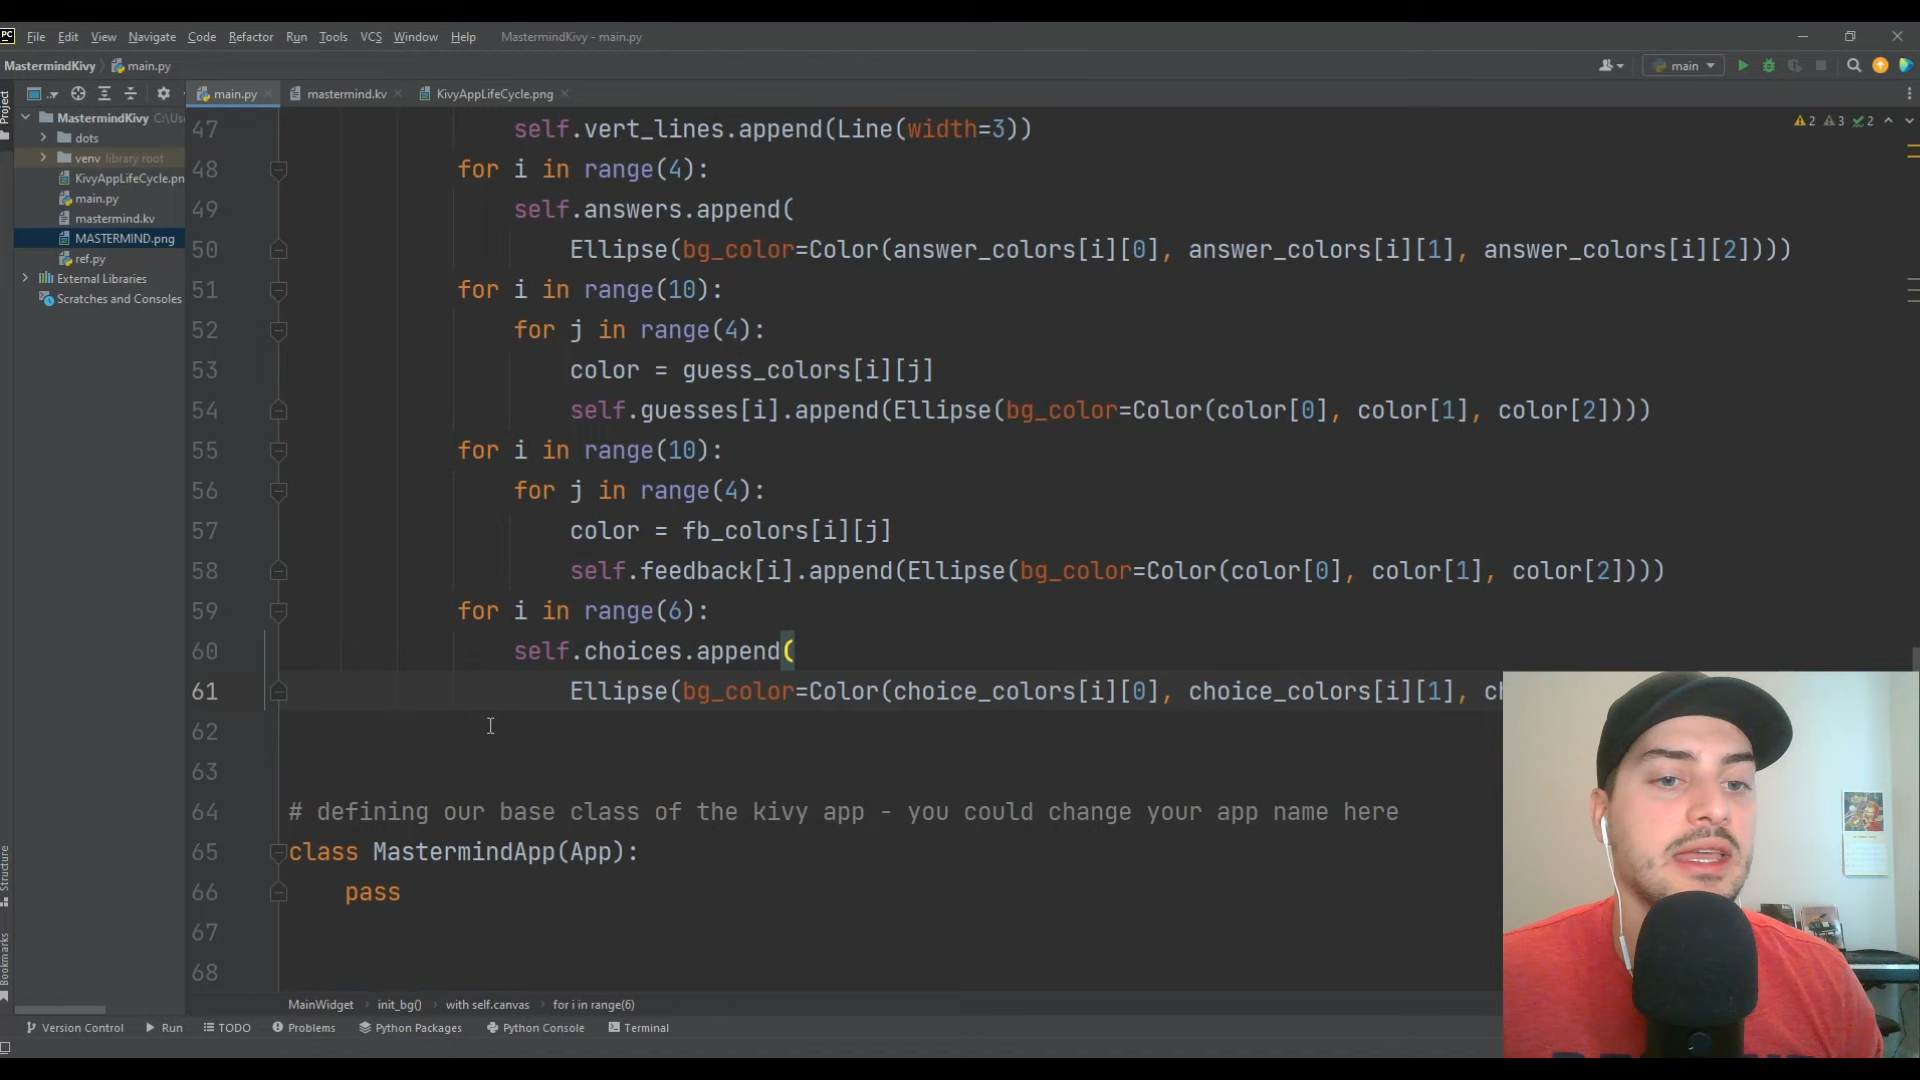 PC File Edit View Navigate Code Refactor Run Tools VCS Window Help MastermindKivy - main.py
MastermindKivy main.py main
main.py mastermind.kv KivyAppLifeCycle.png
Project
MastermindKivy C:\Us
dots
venv library root
KivyAppLifeCycle.pn
main.py
mastermind.kv
MASTERMIND.png
ref.py
External Libraries
Scratches and Consoles
Structure
Bookmarks
2 3 2
47 self.vert_lines.append(Line(width=3))
48 for i in range(4):
49 self.answers.append(
50 Ellipse(bg_color=Color(answer_colors[i][0], answer_colors[i][1], answer_colors[i][2])))
51 for i in range(10):
52 for j in range(4):
53 color = guess_colors[i][j]
54 self.guesses[i].append(Ellipse(bg_color=Color(color[0], color[1], color[2])))
55 for i in range(10):
56 for j in range(4):
57 color = fb_colors[i][j]
58 self.feedback[i].append(Ellipse(bg_color=Color(color[0], color[1], color[2])))
59 for i in range(6):
60 self.choices.append(
61 Ellipse(bg_color=Color(choice_colors[i][0], choice_colors[i][1], c
62
63
64 # defining our base class of the kivy app - you could change your app name here
65 class MastermindApp(App):
66 pass
67
68
MainWidget init_bg() with self.canvas for i in range(6)
Version Control Run TODO Problems Python Packages Python Console Terminal